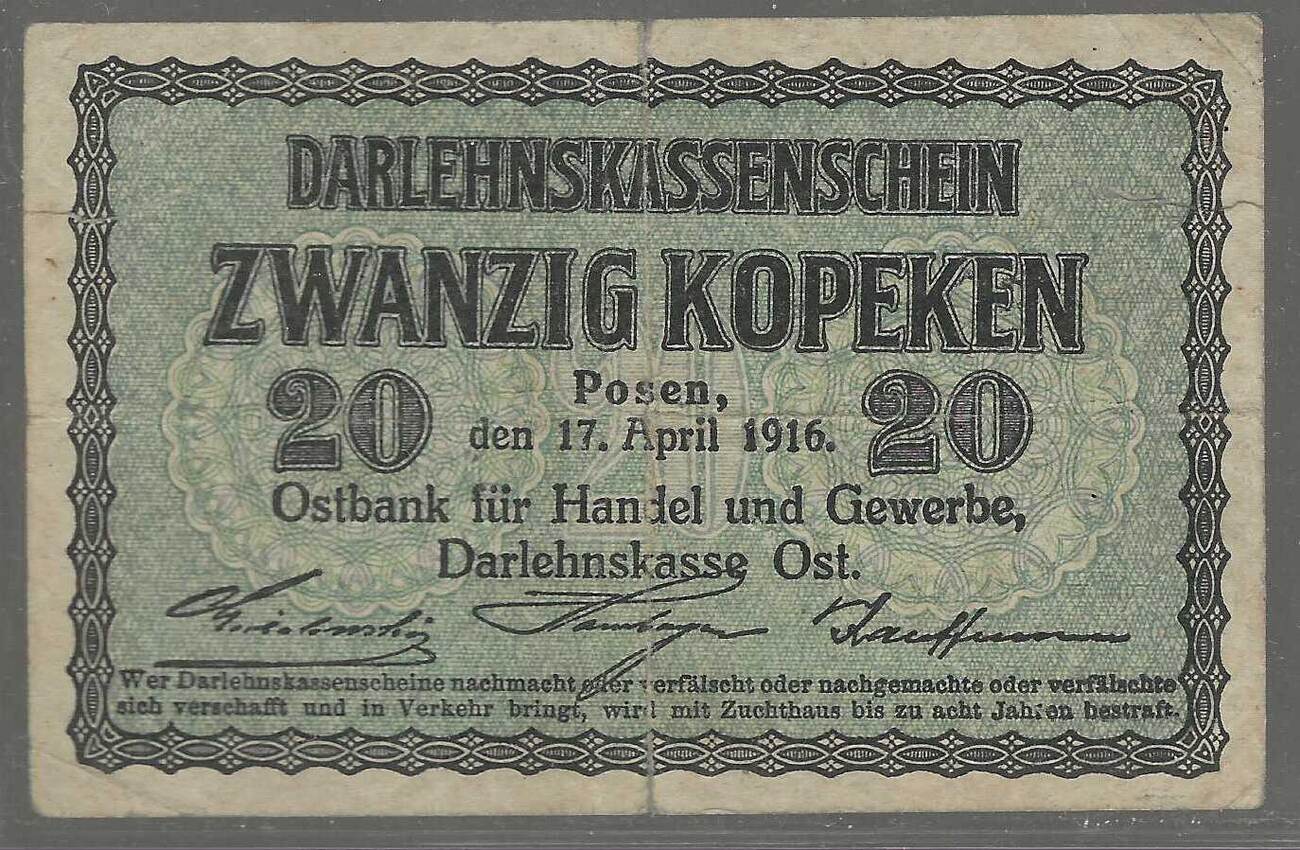 DARLEHNSKASSENSCHEIN
ZWANZIG KOPEKEN
20 Posen, 20
den 17. April 1916.
Ostbank für Handel und Gewerbe,
Darlehnskasse Ost.
Kauffmann
Wer Darlehnskassenscheine nachmacht oder verfälscht oder nachgemachte oder verfälschte
sich verschafft und in Verkehr bringt, wird mit Zuchthaus bis zu acht Jahren bestraft.